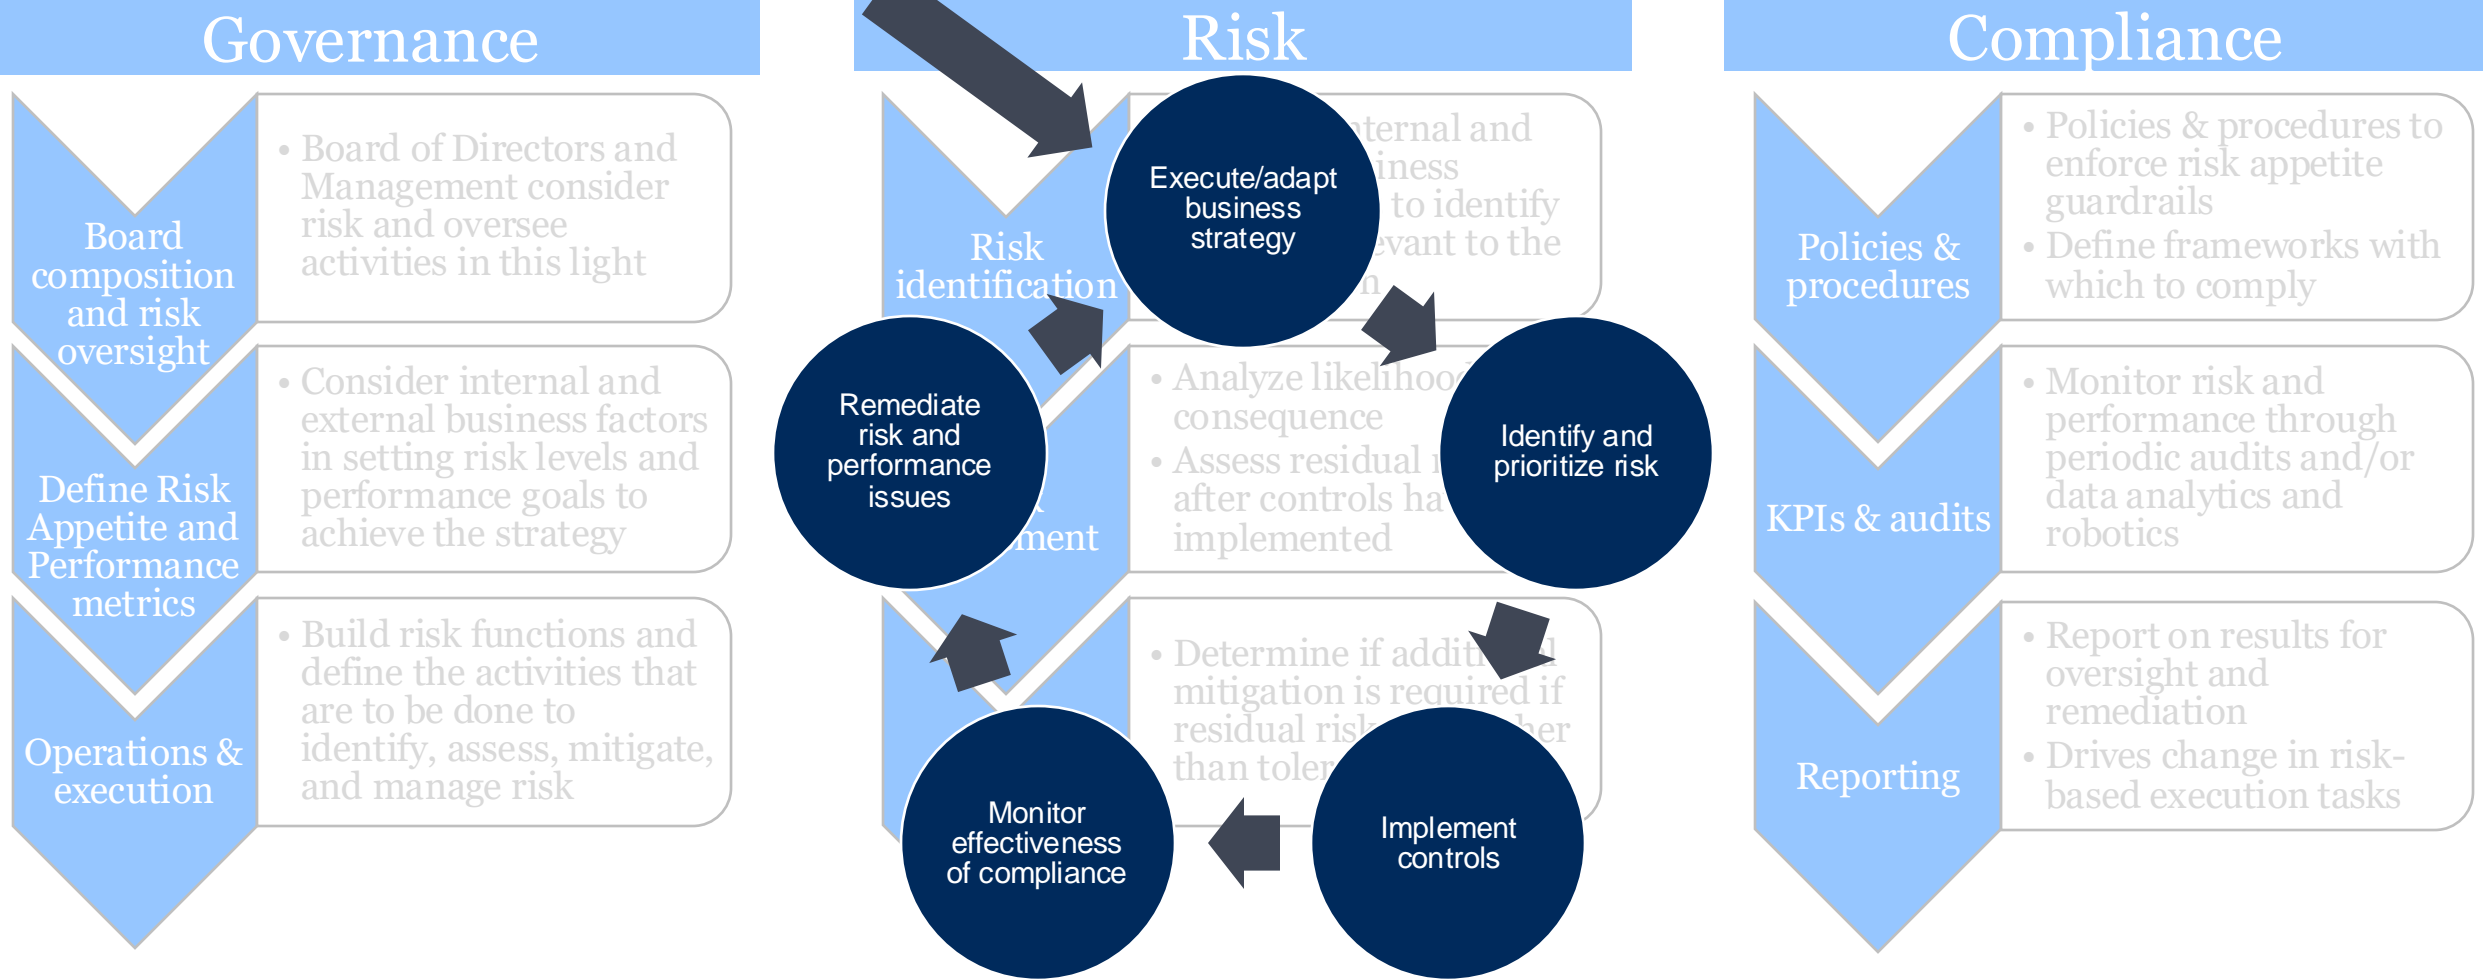 Governance
Board
composition
and risk
oversight
• Board of Directors and
Management consider
risk and oversee
activities in this light
Define Risk
Appetite and
Performance
metrics
• Consider internal and
external business factors
in setting risk levels and
performance goals to
achieve the strategy
Operations &
execution
• Build risk functions and
define the activities that
are to be done to
identify, assess, mitigate,
and manage risk
Risk
Risk
identification
and
to identify
to the
• Analyze
consequence
• Assess residual
after controls
implemented
• Determine if
mitigation is required if
residual
than
Execute/adapt
business
strategy
Identify and
prioritize risk
Implement
controls
Monitor
effectiveness
of compliance
Remediate
risk and
performance
issues
Compliance
Policies &
procedures
• Policies & procedures to
enforce risk appetite
guardrails
• Define frameworks with
which to comply
KPIs & audits
• Monitor risk and
performance through
periodic audits and/or
data analytics and
robotics
Reporting
• Report on results for
oversight and
remediation
• Drives change in risk-
based execution tasks